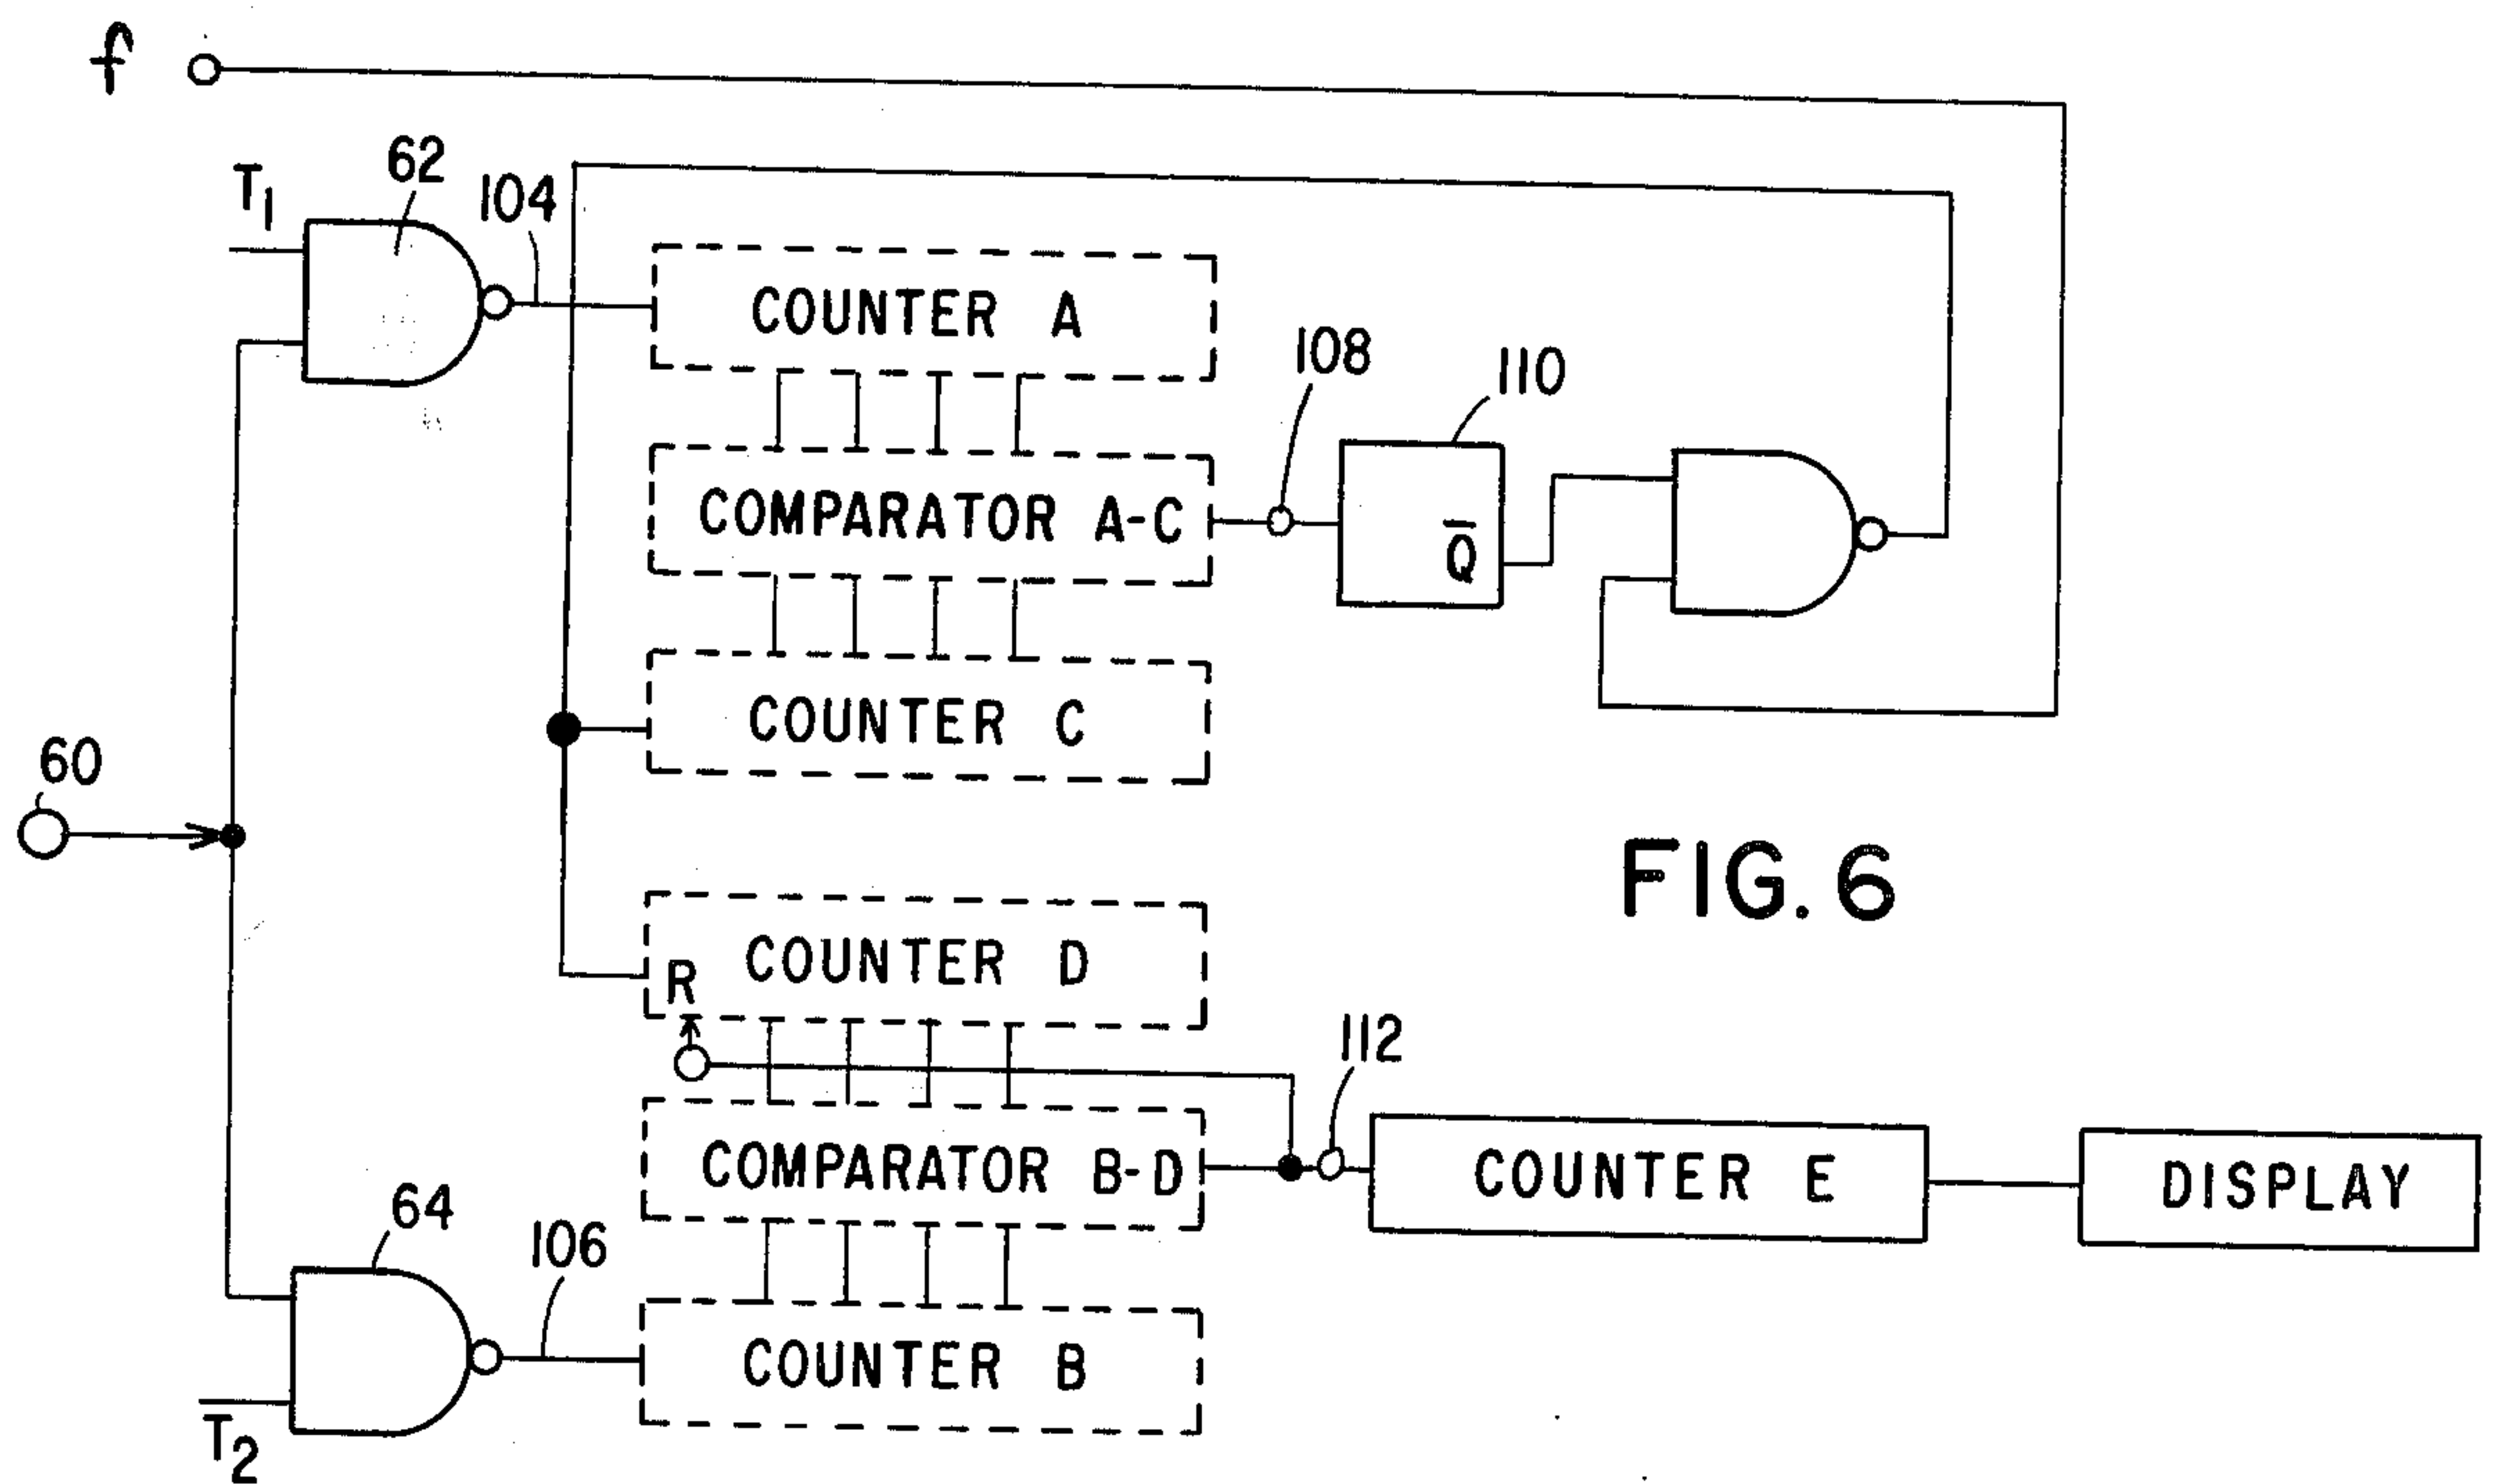 f
T1
62
104
COUNTER A
108
110
COMPARATOR A-C
Q̅
COUNTER C
60
FIG. 6
COUNTER D
R
112
COMPARATOR B-D
COUNTER E
DISPLAY
64
106
COUNTER B
T2